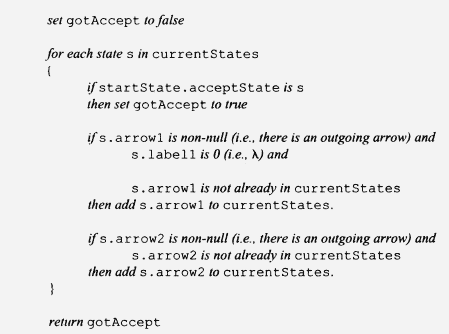 set gotAccept to false
for each state s in currentStates
{
if startState.acceptState is s
then set gotAccept to true
if s.arrow1 is non-null (i.e., there is an outgoing arrow) and
s.label1 is 0 (i.e., λ) and
s.arrow1 is not already in currentStates
then add s.arrow1 to currentStates.
if s.arrow2 is non-null (i.e., there is an outgoing arrow) and
s.arrow2 is not already in currentStates
then add s.arrow2 to currentStates.
}
return gotAccept